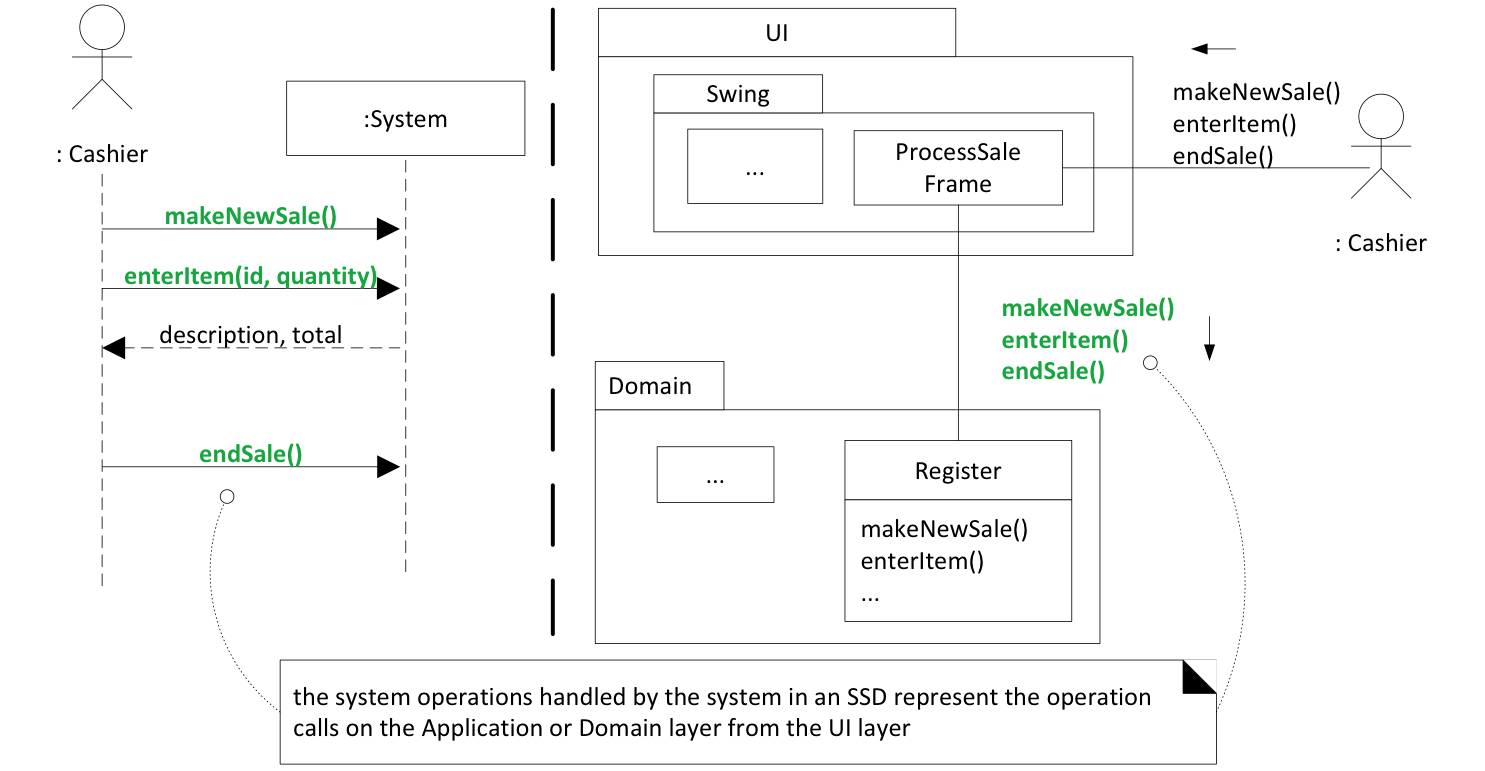 : Cashier
:System
makeNewSale()
enterItem(id, quantity)
description, total
endSale()
UI
Swing
...
ProcessSale
Frame
makeNewSale()
enterItem()
endSale()
: Cashier
makeNewSale()
enterItem()
endSale()
Domain
...
Register
makeNewSale()
enterItem()
...
the system operations handled by the system in an SSD represent the operation
calls on the Application or Domain layer from the UI layer